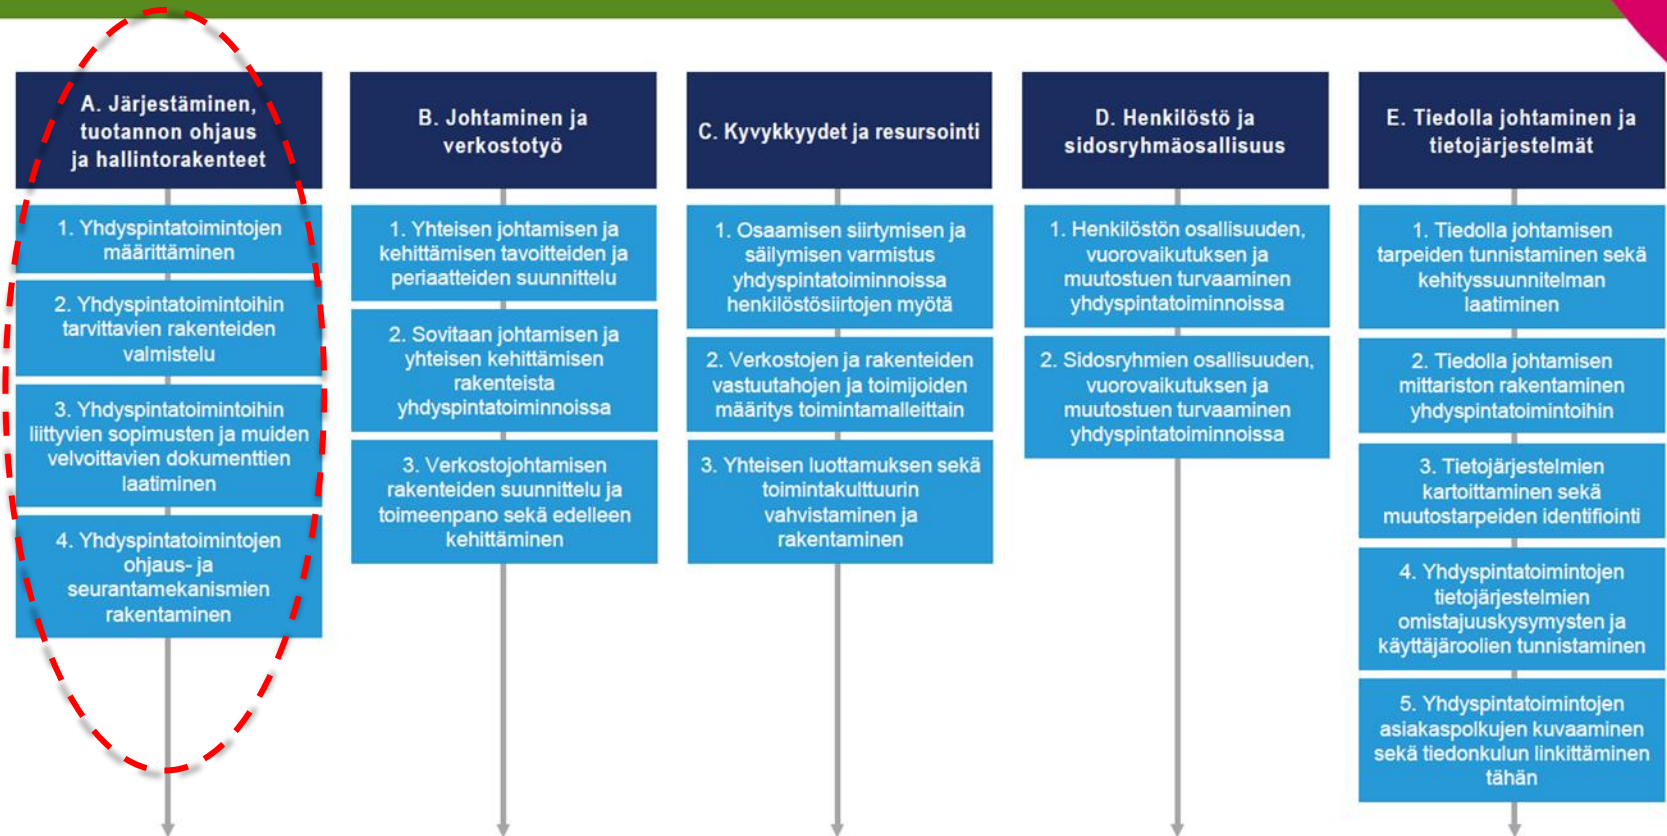 A. Järjestäminen,
tuotannon ohjaus
ja hallintorakenteet
1. Yhdyspintatoimintojen
määrittäminen
2. Yhdyspintatoimintoihin
tarvittavien rakenteiden
valmistelu
3. Yhdyspintatoimintoihin
liittyvien sopimusten ja muiden
velvoittavien dokumenttien
laatiminen
4. Yhdyspintatoimintojen
ohjaus- ja
seurantamekanismien
rakentaminen
B. Johtaminen ja
verkostotyö
1. Yhteisen johtamisen ja
kehittämisen tavoitteiden ja
periaatteiden suunnittelu
2. Sovitaan johtamisen ja
yhteisen kehittämisen
rakenteista
yhdyspintatoiminnoissa
3. Verkostojohtamisen
rakenteiden suunnittelu ja
toimeenpano sekä edelleen
kehittäminen
C. Kyvykkyydet ja resursointi
1. Osaamisen siirtymisen ja
säilymisen varmistus
yhdyspintatoiminnoissa
henkilöstösiirtojen myötä
2. Verkostojen ja rakenteiden
vastuutahojen ja toimijoiden
määritys toimintamalleittain
3. Yhteisen luottamuksen sekä
toimintakulttuurin
vahvistaminen ja
rakentaminen
D. Henkilöstö ja
sidosryhmäosallisuus
1. Henkilöstön osallisuuden,
vuorovaikutuksen ja
muutostuen turvaaminen
yhdyspintatoiminnoissa
2. Sidosryhmien osallisuuden,
vuorovaikutuksen ja
muutostuen turvaaminen
yhdyspintatoiminnoissa
E. Tiedolla johtaminen ja
tietojärjestelmät
1. Tiedolla johtamisen
tarpeiden tunnistaminen sekä
kehityssuunnitelman
laatiminen
2. Tiedolla johtamisen
mittariston rakentaminen
yhdyspintatoimintoihin
3. Tietojärjestelmien
kartoittaminen sekä
muutostarpeiden identifiointi
4. Yhdyspintatoimintojen
tietojärjestelmien
omistajuuskysymysten ja
käyttäjäroolien tunnistaminen
5. Yhdyspintatoimintojen
asiakaspolkujen kuvaaminen
sekä tiedonkulun linkittäminen
tähän